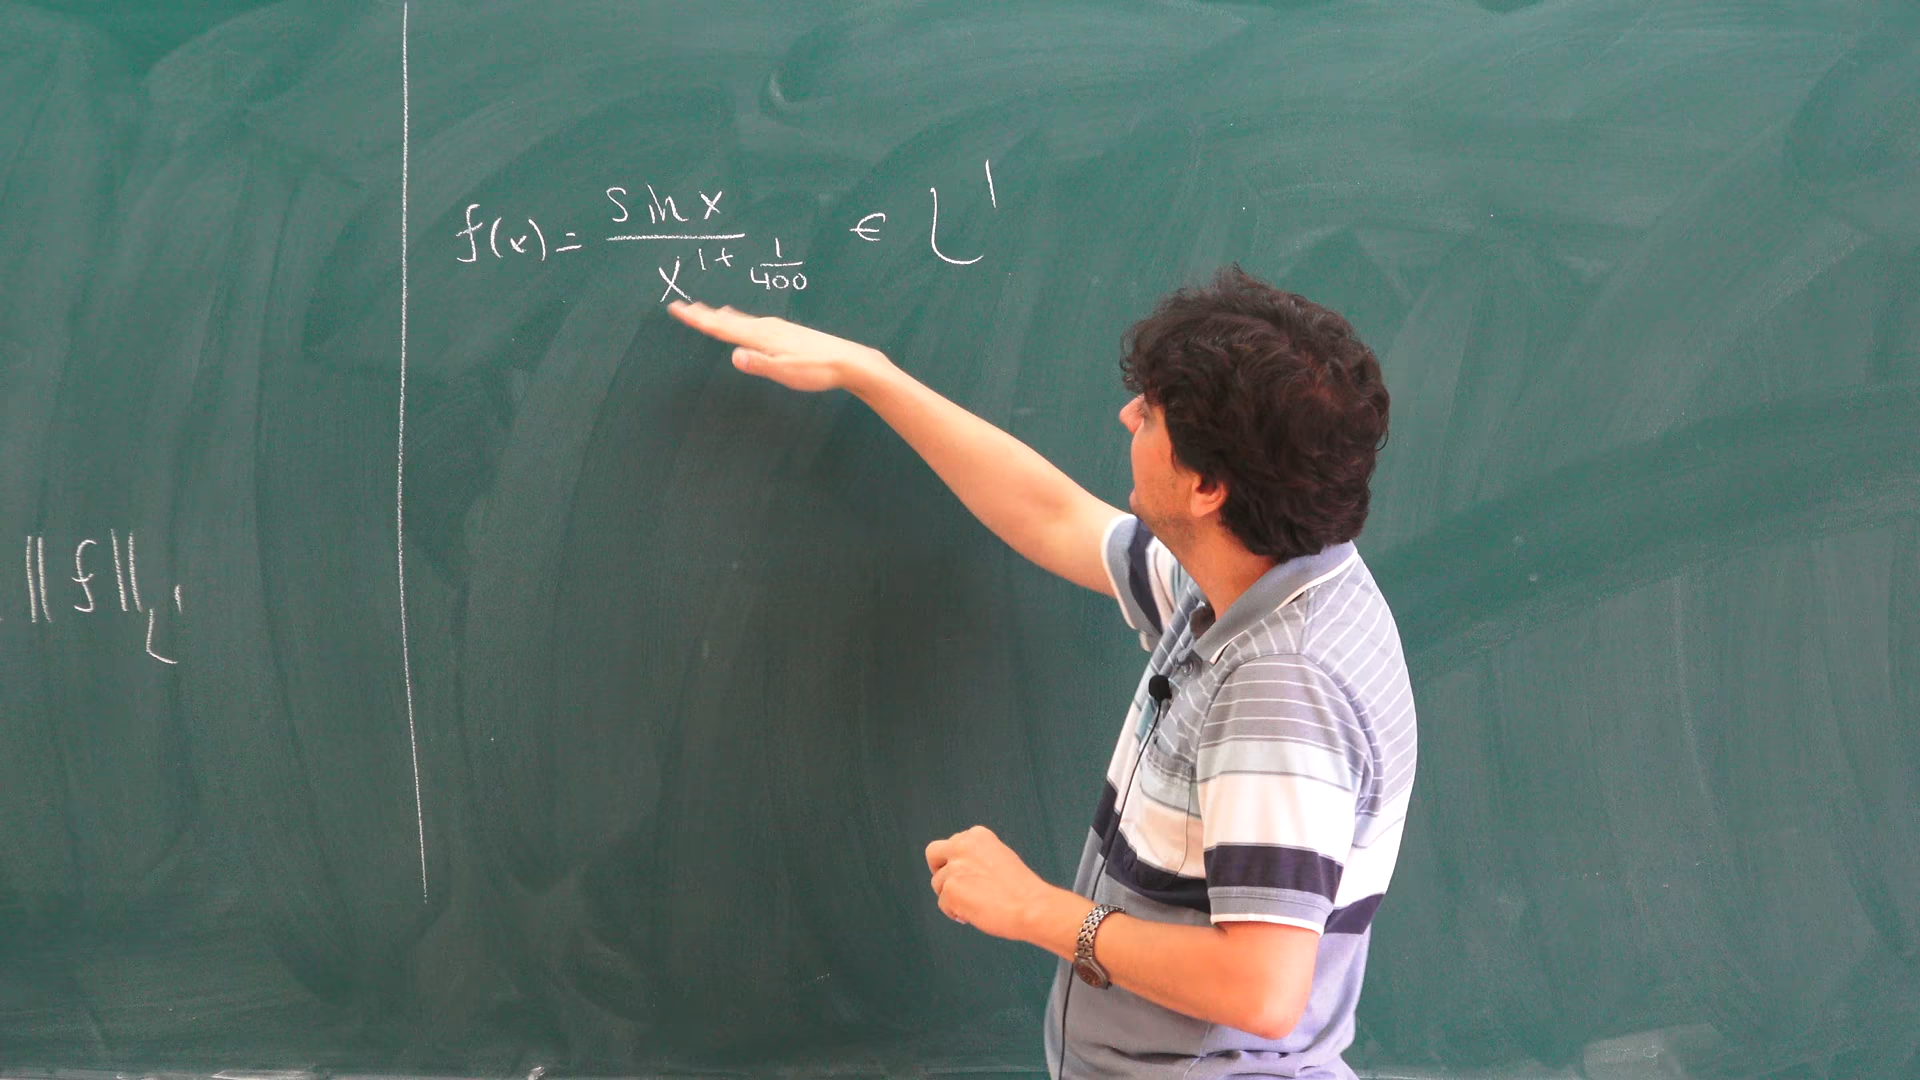 f(x) = sin x / x^{1 + 1/400} ∈ L^1
‖f‖_{L^1}